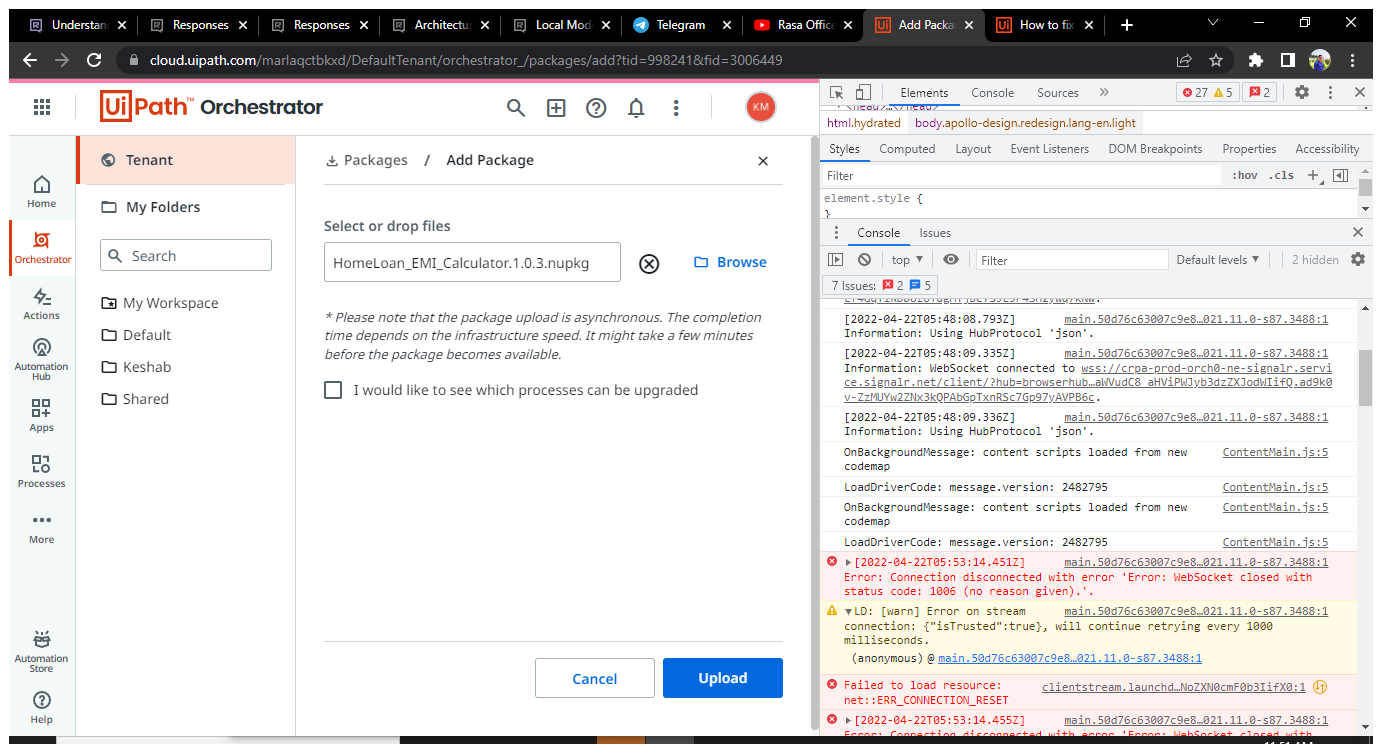 Understan
Responses
Responses
Architectur
Local Mod
Telegram
Rasa Office
Add Packa
How to fix
cloud.uipath.com/marlaqctbkxd/DefaultTenant/orchestrator_/packages/add?tid=998241&fid=3006449
UiPath™ Orchestrator
KM
Home
Orchestrator
Actions
Automation
Hub
Apps
Processes
More
Automation
Store
Help
Tenant
My Folders
Search
My Workspace
Default
Keshab
Shared
Packages / Add Package
Select or drop files
HomeLoan_EMI_Calculator.1.0.3.nupkg
Browse
* Please note that the package upload is asynchronous. The completion
time depends on the infrastructure speed. It might take a few minutes
before the package becomes available.
I would like to see which processes can be upgraded
Cancel
Upload
Elements Console Sources » 27 5 2
<head>…</head>
html.hydrated body.apollo-design.redesign.lang-en.light
Styles Computed Layout Event Listeners DOM Breakpoints Properties Accessibility
Filter :hov .cls
element.style {
}
Console Issues
top Filter Default levels 2 hidden
7 Issues: 2 5
[2022-04-22T05:48:08.793Z] main.50d76c63007c9e8…021.11.0-s87.3488:1
Information: Using HubProtocol 'json'.
[2022-04-22T05:48:09.335Z] main.50d76c63007c9e8…021.11.0-s87.3488:1
Information: WebSocket connected to wss://crpa-prod-orch0-ne-signalr.servi
ce.signalr.net/client/?hub=browserhub…aWVudC8_aHViPWJyb3dzZXJodWIifQ.ad9k0
v-ZzMUYw2ZNx3kQPAbGpTxnRSc7Gp97yAVPB6c.
[2022-04-22T05:48:09.336Z] main.50d76c63007c9e8…021.11.0-s87.3488:1
Information: Using HubProtocol 'json'.
OnBackgroundMessage: content scripts loaded from new ContentMain.js:5
codemap
LoadDriverCode: message.version: 2482795 ContentMain.js:5
OnBackgroundMessage: content scripts loaded from new ContentMain.js:5
codemap
LoadDriverCode: message.version: 2482795 ContentMain.js:5
[2022-04-22T05:53:14.451Z] main.50d76c63007c9e8…021.11.0-s87.3488:1
Error: Connection disconnected with error 'Error: WebSocket closed with
status code: 1006 (no reason given).'.
LD: [warn] Error on stream main.50d76c63007c9e8…021.11.0-s87.3488:1
connection: {"isTrusted":true}, will continue retrying every 1000
milliseconds.
(anonymous) @ main.50d76c63007c9e8…021.11.0-s87.3488:1
Failed to load resource: clientstream.launchd…NoZXN0cmF0b3IifX0:1
net::ERR_CONNECTION_RESET
[2022-04-22T05:53:14.455Z] main.50d76c63007c9e8…021.11.0-s87.3488:1
Error: Connection disconnected with error 'Error: WebSocket closed with